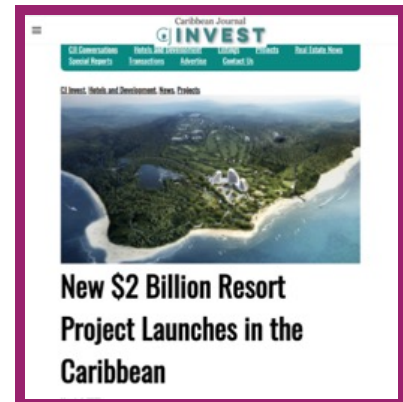 Caribbean Journal
INVEST
CIJ Conversations Hotels and Development Listings Projects Real Estate News
Special Reports Transactions Advertise Contact Us
CJ Invest, Hotels and Development, News, Projects
New $2 Billion Resort
Project Launches in the
Caribbean